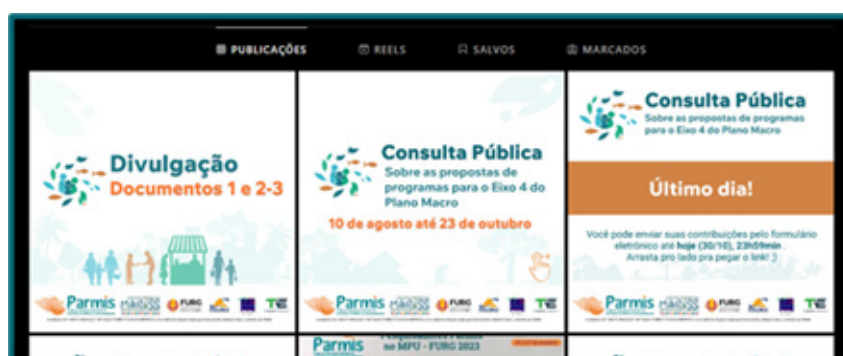 PUBLICAÇÕES
REELS
SALVOS
MARCADOS
Divulgação
Documentos 1 e 2-3
Parmis
FURG
Consulta Pública
Sobre as propostas de
programas para o Eixo 4 do
Plano Macro
10 de agosto até 23 de outubro
Parmis
FURG
Consulta Pública
Sobre as propostas de programas
para o Eixo 4 do Plano Macro
Último dia!
Você pode enviar suas contribuições pelo formulário
eletrônico até hoje (30/10), 23h59min .
Arrasta pro lado pra pegar o link! ;)
Parmis
FURG
Parmis
no MPU - FURG 2023